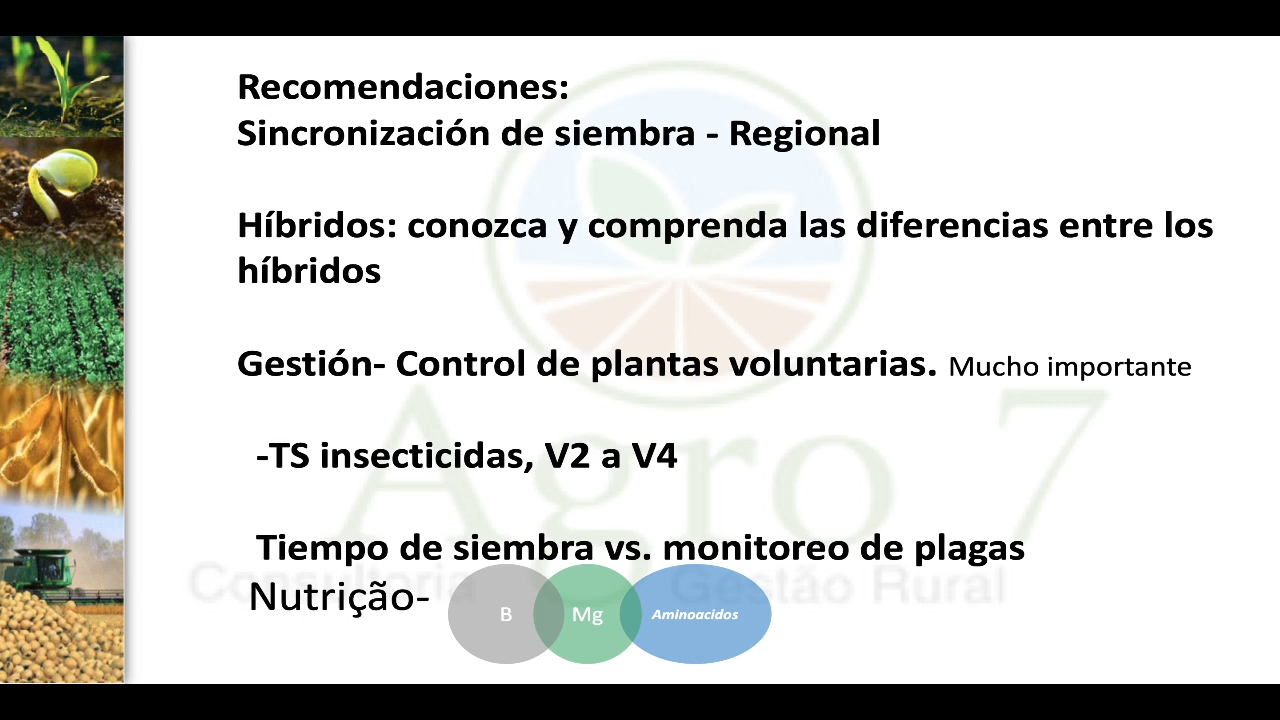 Recomendaciones:
Sincronización de siembra - Regional
Híbridos: conozca y comprenda las diferencias entre los
híbridos
Gestión- Control de plantas voluntarias. Mucho importante
-TS insecticidas, V2 a V4
Tiempo de siembra vs. monitoreo de plagas
Nutrição-
B
Mg
Aminoacidos
Agro 7
Consultoria e Gestão Rural